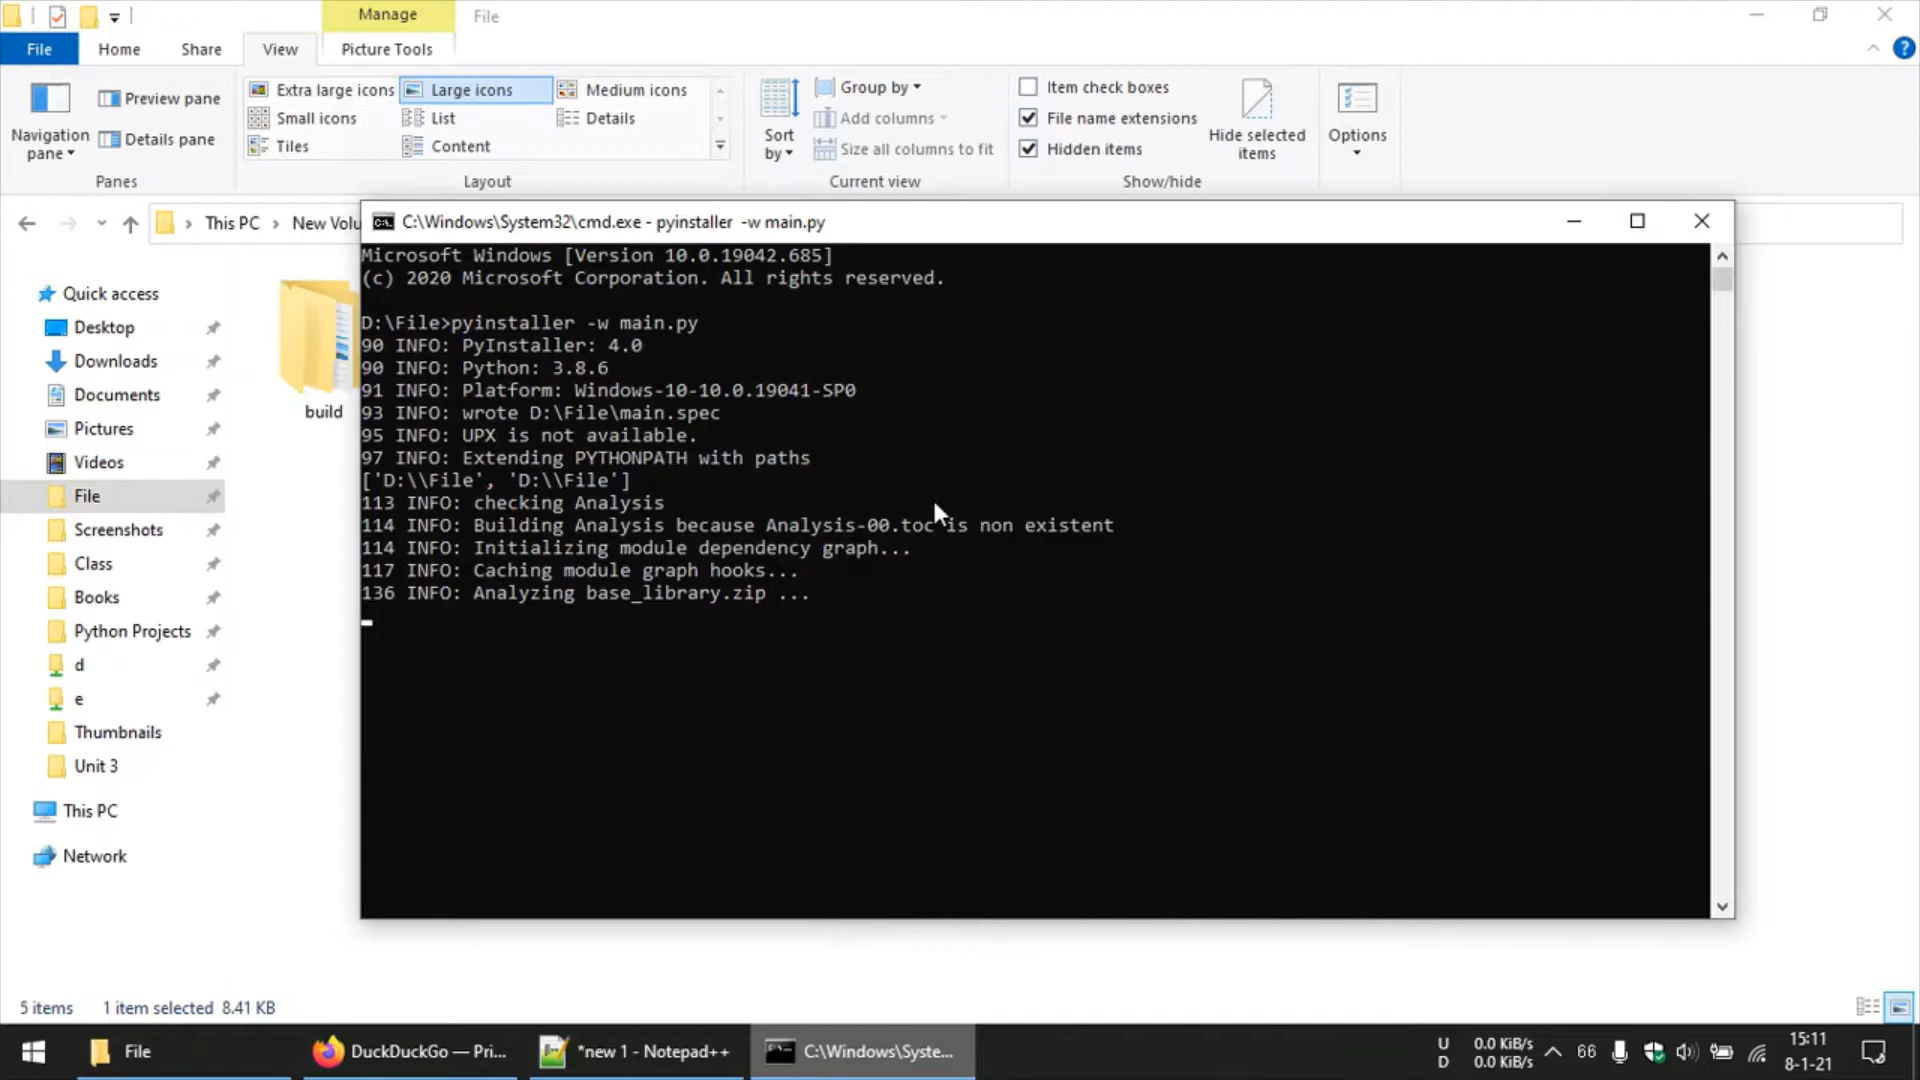 Manage
File
File
Home
Share
View
Picture Tools
Navigation pane
Preview pane
Details pane
Panes
Extra large icons
Large icons
Medium icons
Small icons
List
Details
Tiles
Content
Layout
Sort by
Group by
Add columns
Size all columns to fit
Current view
Item check boxes
File name extensions
Hidden items
Hide selected items
Show/hide
Options
This PC
New Volu
C:\Windows\System32\cmd.exe - pyinstaller  -w main.py
Microsoft Windows [Version 10.0.19042.685]
(c) 2020 Microsoft Corporation. All rights reserved.
D:\File>pyinstaller -w main.py
90 INFO: PyInstaller: 4.0
90 INFO: Python: 3.8.6
91 INFO: Platform: Windows-10-10.0.19041-SP0
93 INFO: wrote D:\File\main.spec
95 INFO: UPX is not available.
97 INFO: Extending PYTHONPATH with paths
['D:\\File', 'D:\\File']
113 INFO: checking Analysis
114 INFO: Building Analysis because Analysis-00.toc is non existent
114 INFO: Initializing module dependency graph...
117 INFO: Caching module graph hooks...
136 INFO: Analyzing base_library.zip ...
Quick access
Desktop
Downloads
Documents
Pictures
Videos
File
Screenshots
Class
Books
Python Projects
d
e
Thumbnails
Unit 3
This PC
Network
build
5 items
1 item selected
8.41 KB
File
DuckDuckGo — Pri...
*new 1 - Notepad++
C:\Windows\Syste...
U 0.0 KiB/s
D 0.0 KiB/s
66
15:11
8-1-21